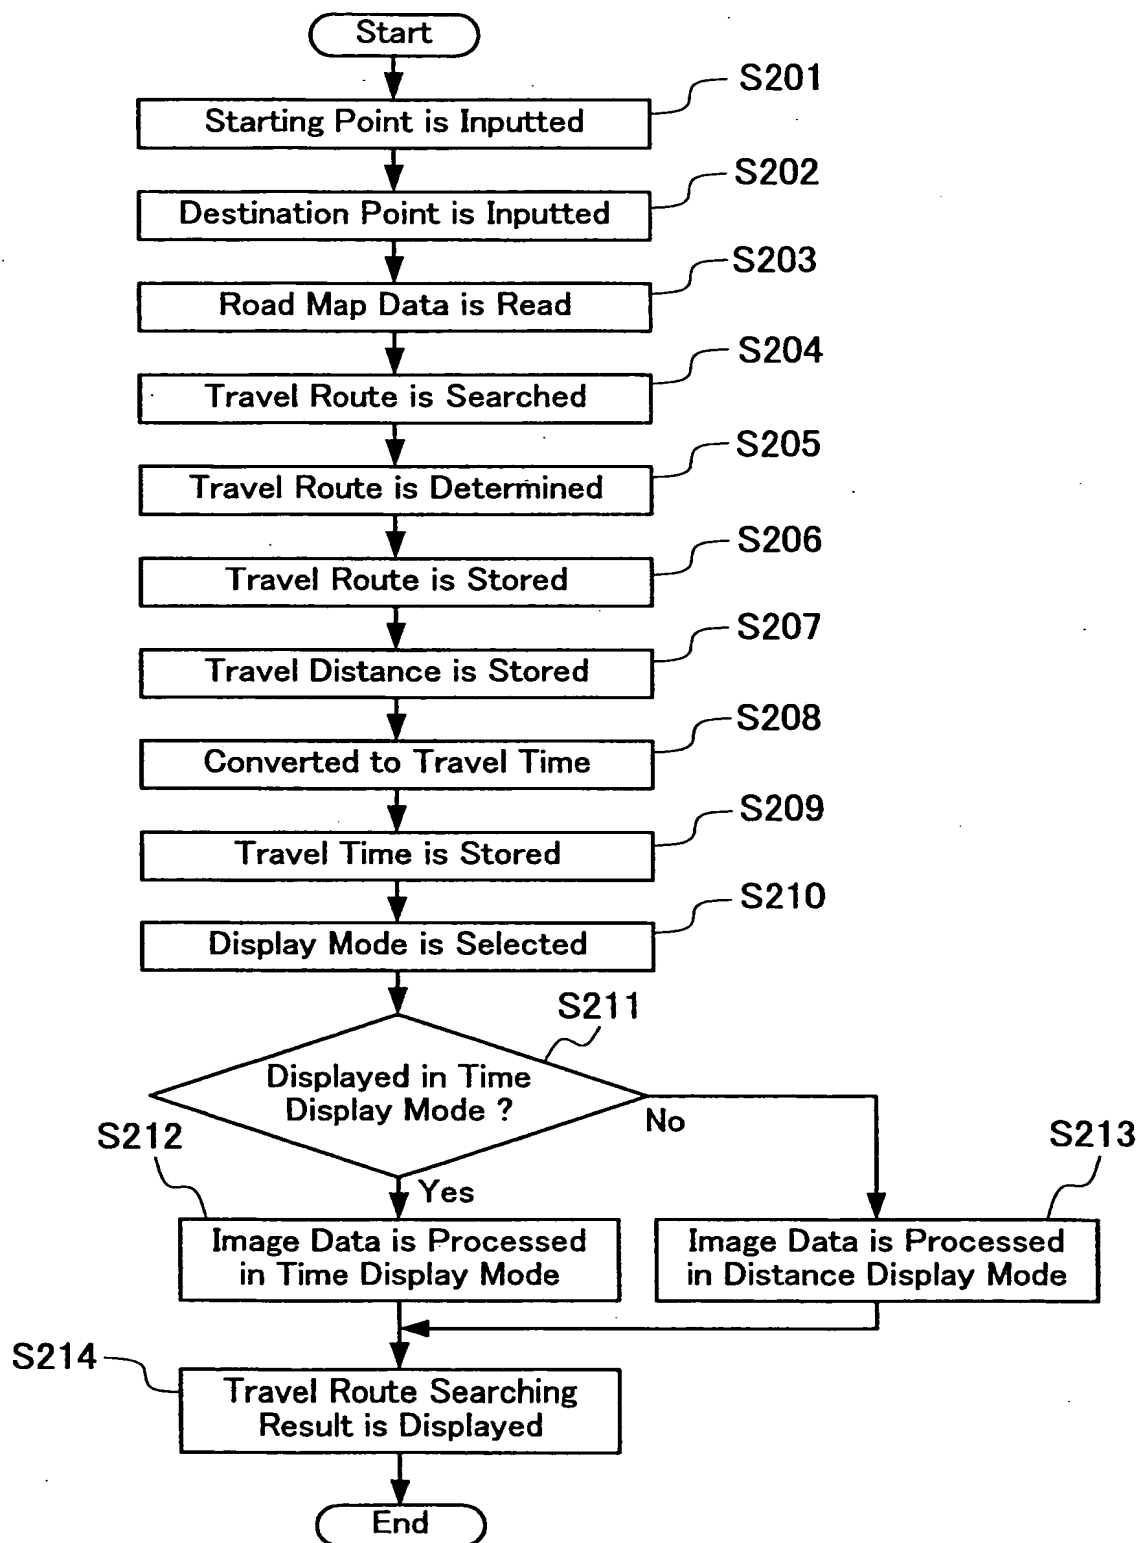 Start
S201
Starting Point is Inputted
S202
Destination Point is Inputted
S203
Road Map Data is Read
S204
Travel Route is Searched
S205
Travel Route is Determined
S206
Travel Route is Stored
S207
Travel Distance is Stored
S208
Converted to Travel Time
S209
Travel Time is Stored
S210
Display Mode is Selected
S211
Displayed in Time
Display Mode ?
No
S212
S213
Yes
Image Data is Processed
in Time Display Mode
Image Data is Processed
in Distance Display Mode
S214
Travel Route Searching
Result is Displayed
End